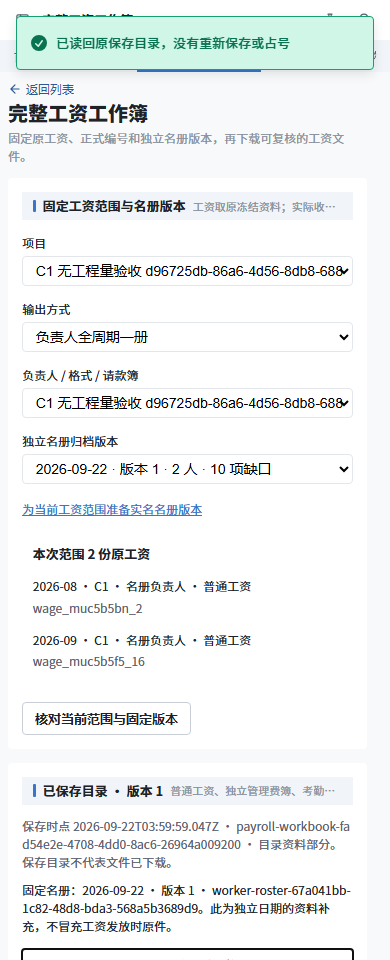 已读回原保存目录，没有重新保存或占号
返回列表
完整工资工作簿
固定原工资、正式编号和独立名册版本，再下载可复核的工资文
件。
固定工资范围与名册版本 工资取原冻结资料；实际收…
项目
C1 无工程量验收 d96725db-86a6-4d56-8db8-688
输出方式
负责人全周期一册
负责人 / 格式 / 请款簿
C1 无工程量验收 d96725db-86a6-4d56-8db8-688
独立名册归档版本
2026-09-22 · 版本 1 · 2 人 · 10 项缺口
为当前工资范围准备实名名册版本
本次范围 2 份原工资
2026-08 · C1 · 名册负责人 · 普通工资
wage_muc5b5bn_2
2026-09 · C1 · 名册负责人 · 普通工资
wage_muc5b5f5_16
核对当前范围与固定版本
已保存目录 · 版本 1 普通工资、独立管理费簿、考勤…
保存时点 2026-09-22T03:59:59.047Z · payroll-workbook-fa
d54e2e-4708-4dd0-8ac6-26964a009200 · 目录资料部分。
保存目录不代表文件已下载。
固定名册：2026-09-22 · 版本 1 · worker-roster-67a041bb-
1c82-48d8-bda3-568a5b3689d9。此为独立日期的资料补
充，不冒充工资发放时原件。